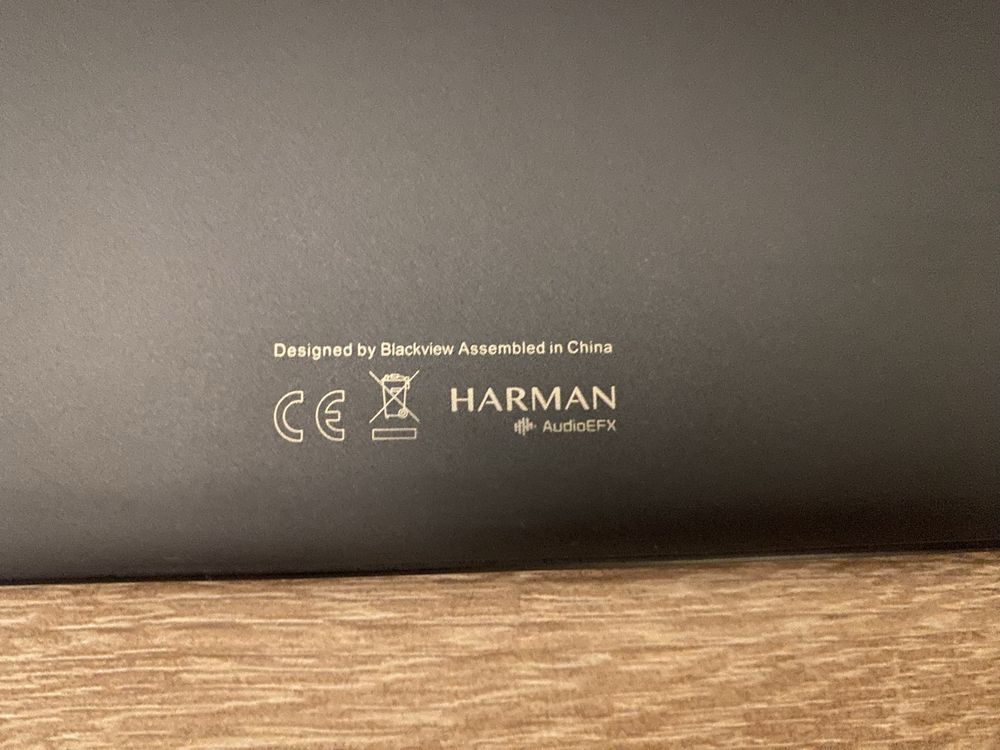 Designed by Blackview Assembled in China
CE
HARMAN
AudioEFX